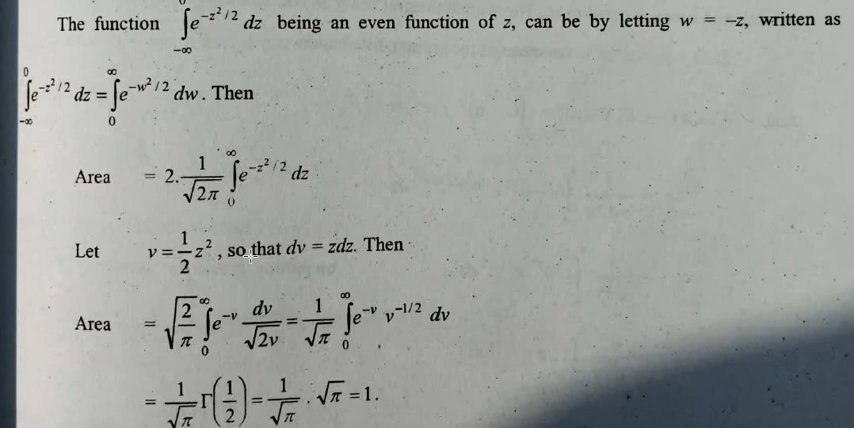 The function ∫_{-∞}^{0} e^{-z²/2} dz being an even function of z, can be by letting w = –z, written as
∫_{-∞}^{0} e^{-z²/2} dz = ∫_{0}^{∞} e^{-w²/2} dw. Then
Area = 2. 1/√(2π) ∫_{0}^{∞} e^{-z²/2} dz
Let v = 1/2 z², so that dv = zdz. Then
Area = √(2/π) ∫_{0}^{∞} e^{-v} dv/√(2v) = 1/√π ∫_{0}^{∞} e^{-v} v^{-1/2} dv
= 1/√π Γ(1/2) = 1/√π . √π = 1.